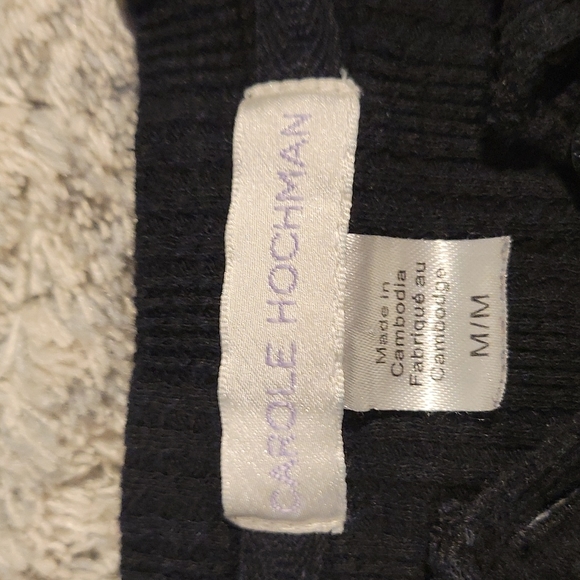 CAROLE HOCHMAN
Made in
Cambodia
Fabriqué au
Cambodge
M/M